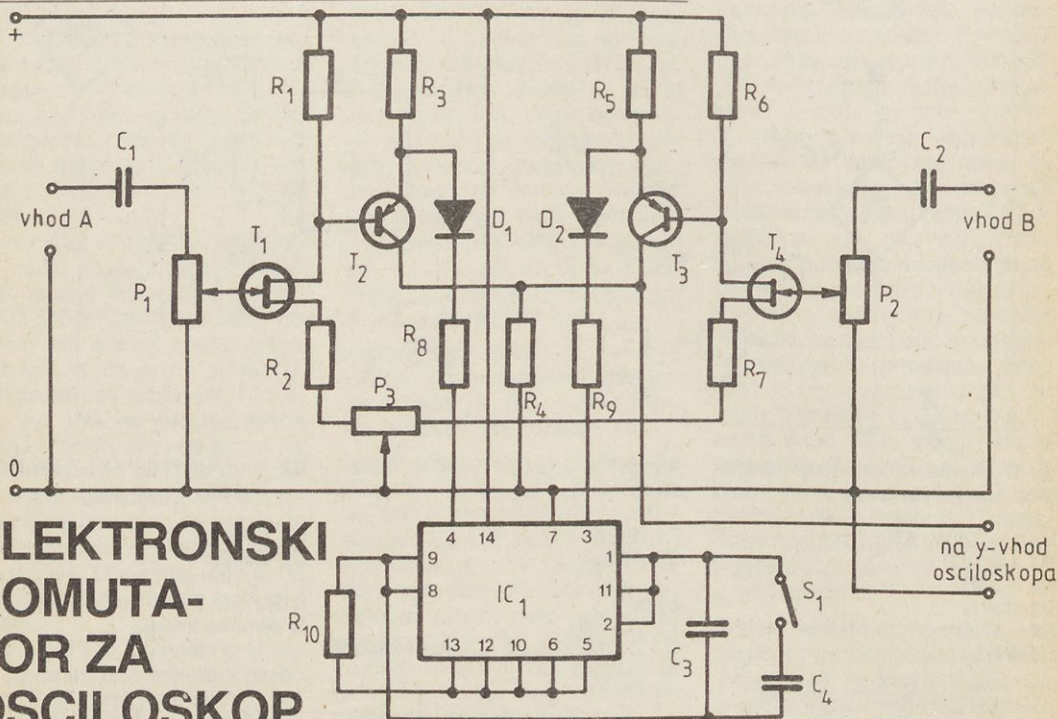 +
R1
R3
R5
R6
C1
C2
vhod A
vhod B
T1
T2
D1
D2
T3
T4
P1
P2
R2
R8
R4
R9
R7
P3
0
4 14 7 3
9
8
IC1
1
11
2
13 12 10 6 5
R10
C3
S1
C4
na y-vhod
osciloskopa
LEKTRONSKI
OMUTA-
OR ZA
OSCILOSKOP